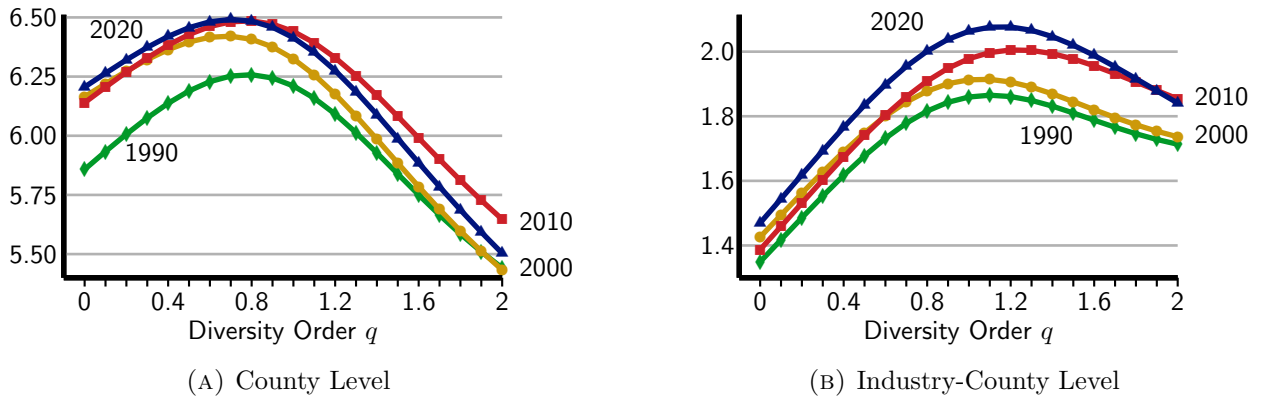 6.50
6.25
6.00
5.75
5.50
2020
1990
2010
2000
0 0.4 0.8 1.2 1.6 2
Diversity Order q
(A) County Level
2.0
1.8
1.6
1.4
2020
1990
2010
2000
0 0.4 0.8 1.2 1.6 2
Diversity Order q
(B) Industry-County Level